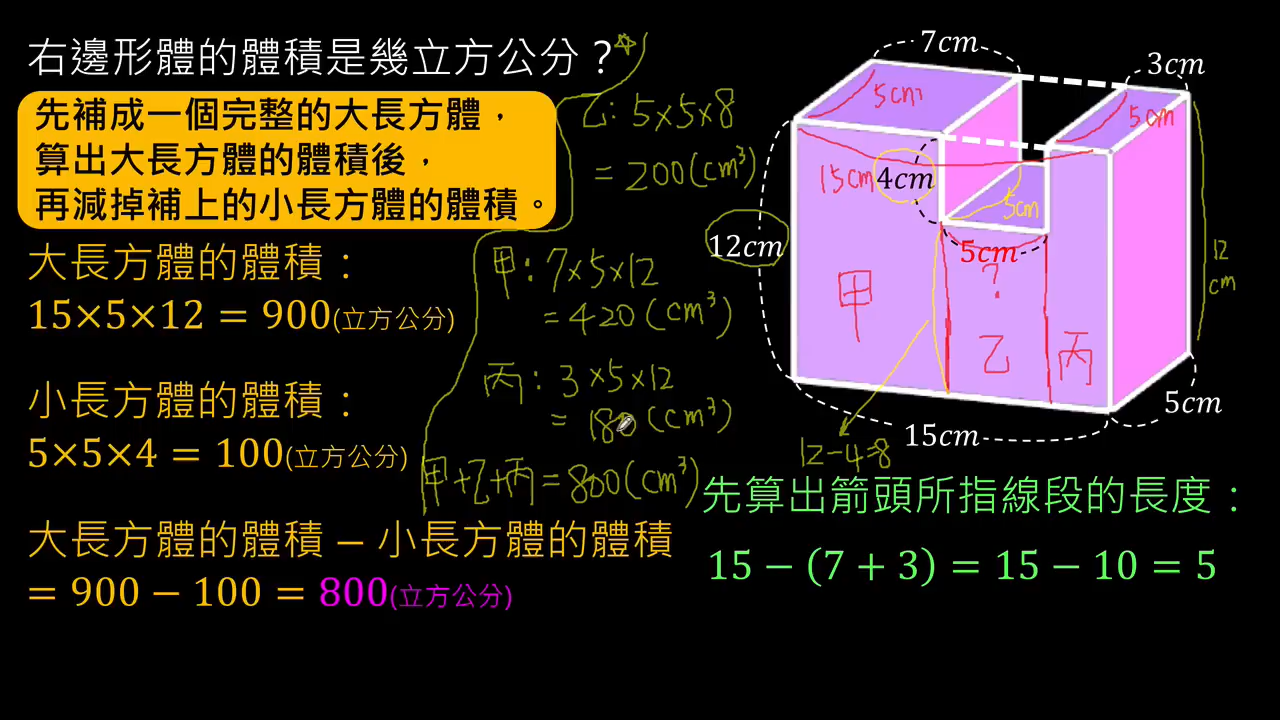 右邊形體的體積是幾立方公分？
先補成一個完整的大長方體，
算出大長方體的體積後，
再減掉補上的小長方體的體積。
大長方體的體積：
15×5×12 = 900(立方公分)
小長方體的體積：
5×5×4 = 100(立方公分)
大長方體的體積 − 小長方體的體積
= 900 − 100 = 800(立方公分)
乙: 5×5×8
= 200(cm³)
甲: 7×5×12
= 420(cm³)
丙: 3×5×12
= 180(cm³)
甲+乙+丙=800(cm³)
7cm
3cm
5cm
5cm
15cm
4cm
5cm
12cm
5cm
?
12
cm
甲
乙
丙
5cm
15cm
12-4=8
先算出箭頭所指線段的長度：
15 − (7 + 3) = 15 − 10 = 5